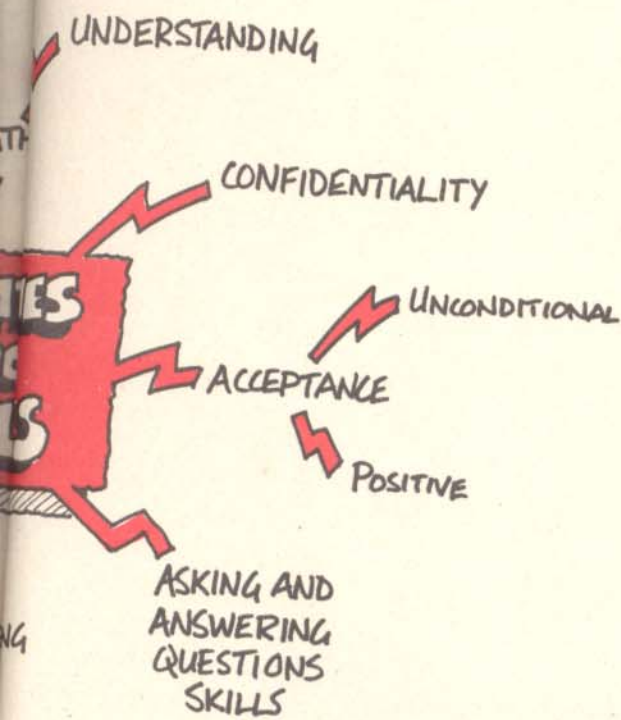 UNDERSTANDING
CONFIDENTIALITY
UNCONDITIONAL
ACCEPTANCE
POSITIVE
ASKING AND
ANSWERING
QUESTIONS
SKILLS